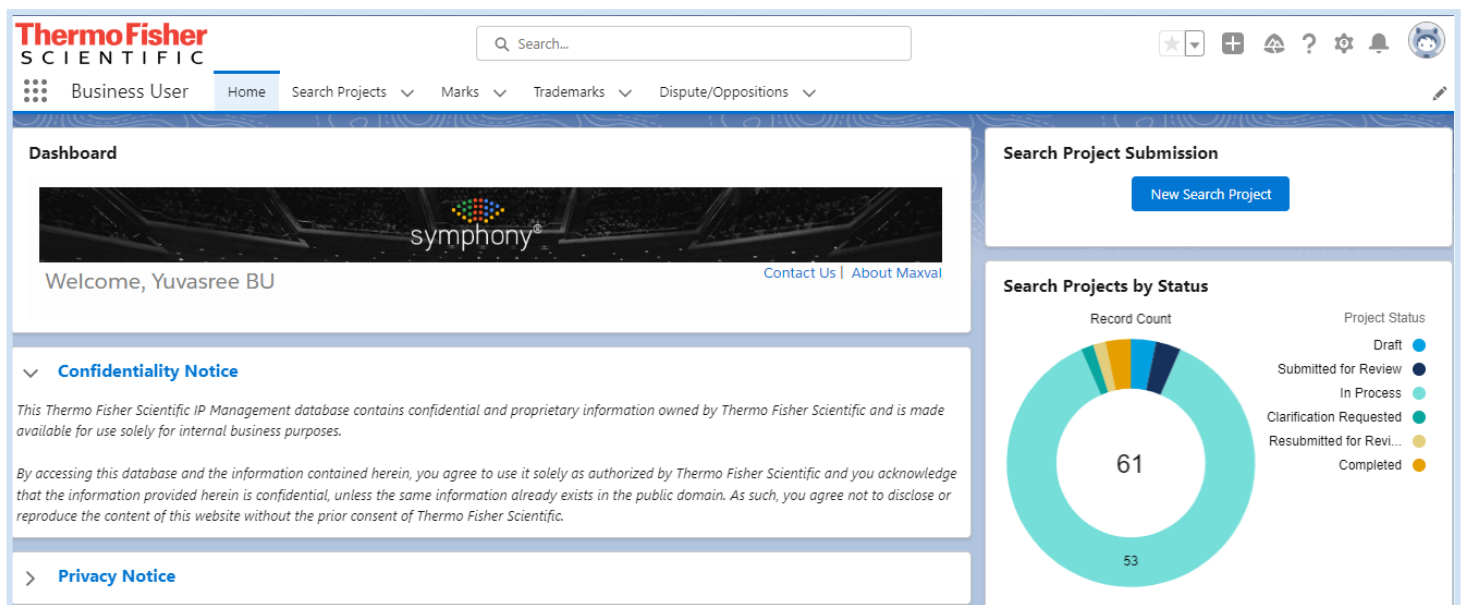 ThermoFisher
SCIENTIFIC
Search...
Business User
Home
Search Projects
Marks
Trademarks
Dispute/Oppositions
Dashboard
symphony®
Welcome, Yuvasree BU
Contact Us | About Maxval
Confidentiality Notice
This Thermo Fisher Scientific IP Management database contains confidential and proprietary information owned by Thermo Fisher Scientific and is made
available for use solely for internal business purposes.
By accessing this database and the information contained herein, you agree to use it solely as authorized by Thermo Fisher Scientific and you acknowledge
that the information provided herein is confidential, unless the same information already exists in the public domain. As such, you agree not to disclose or
reproduce the content of this website without the prior consent of Thermo Fisher Scientific.
Privacy Notice
Search Project Submission
New Search Project
Search Projects by Status
Record Count
Project Status
Draft
Submitted for Review
In Process
Clarification Requested
Resubmitted for Revi...
Completed
61
53